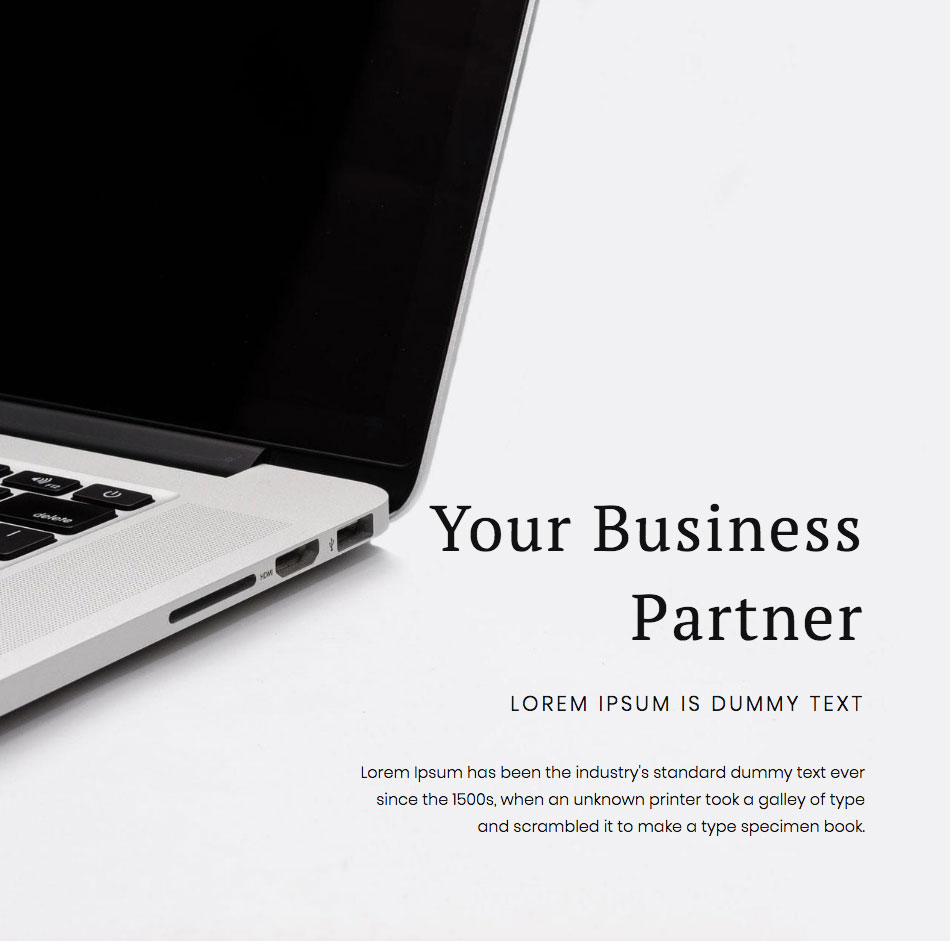 F12
delete
HDMI
Your Business
Partner
LOREM IPSUM IS DUMMY TEXT
Lorem Ipsum has been the industry's standard dummy text ever
since the 1500s, when an unknown printer took a galley of type
and scrambled it to make a type specimen book.